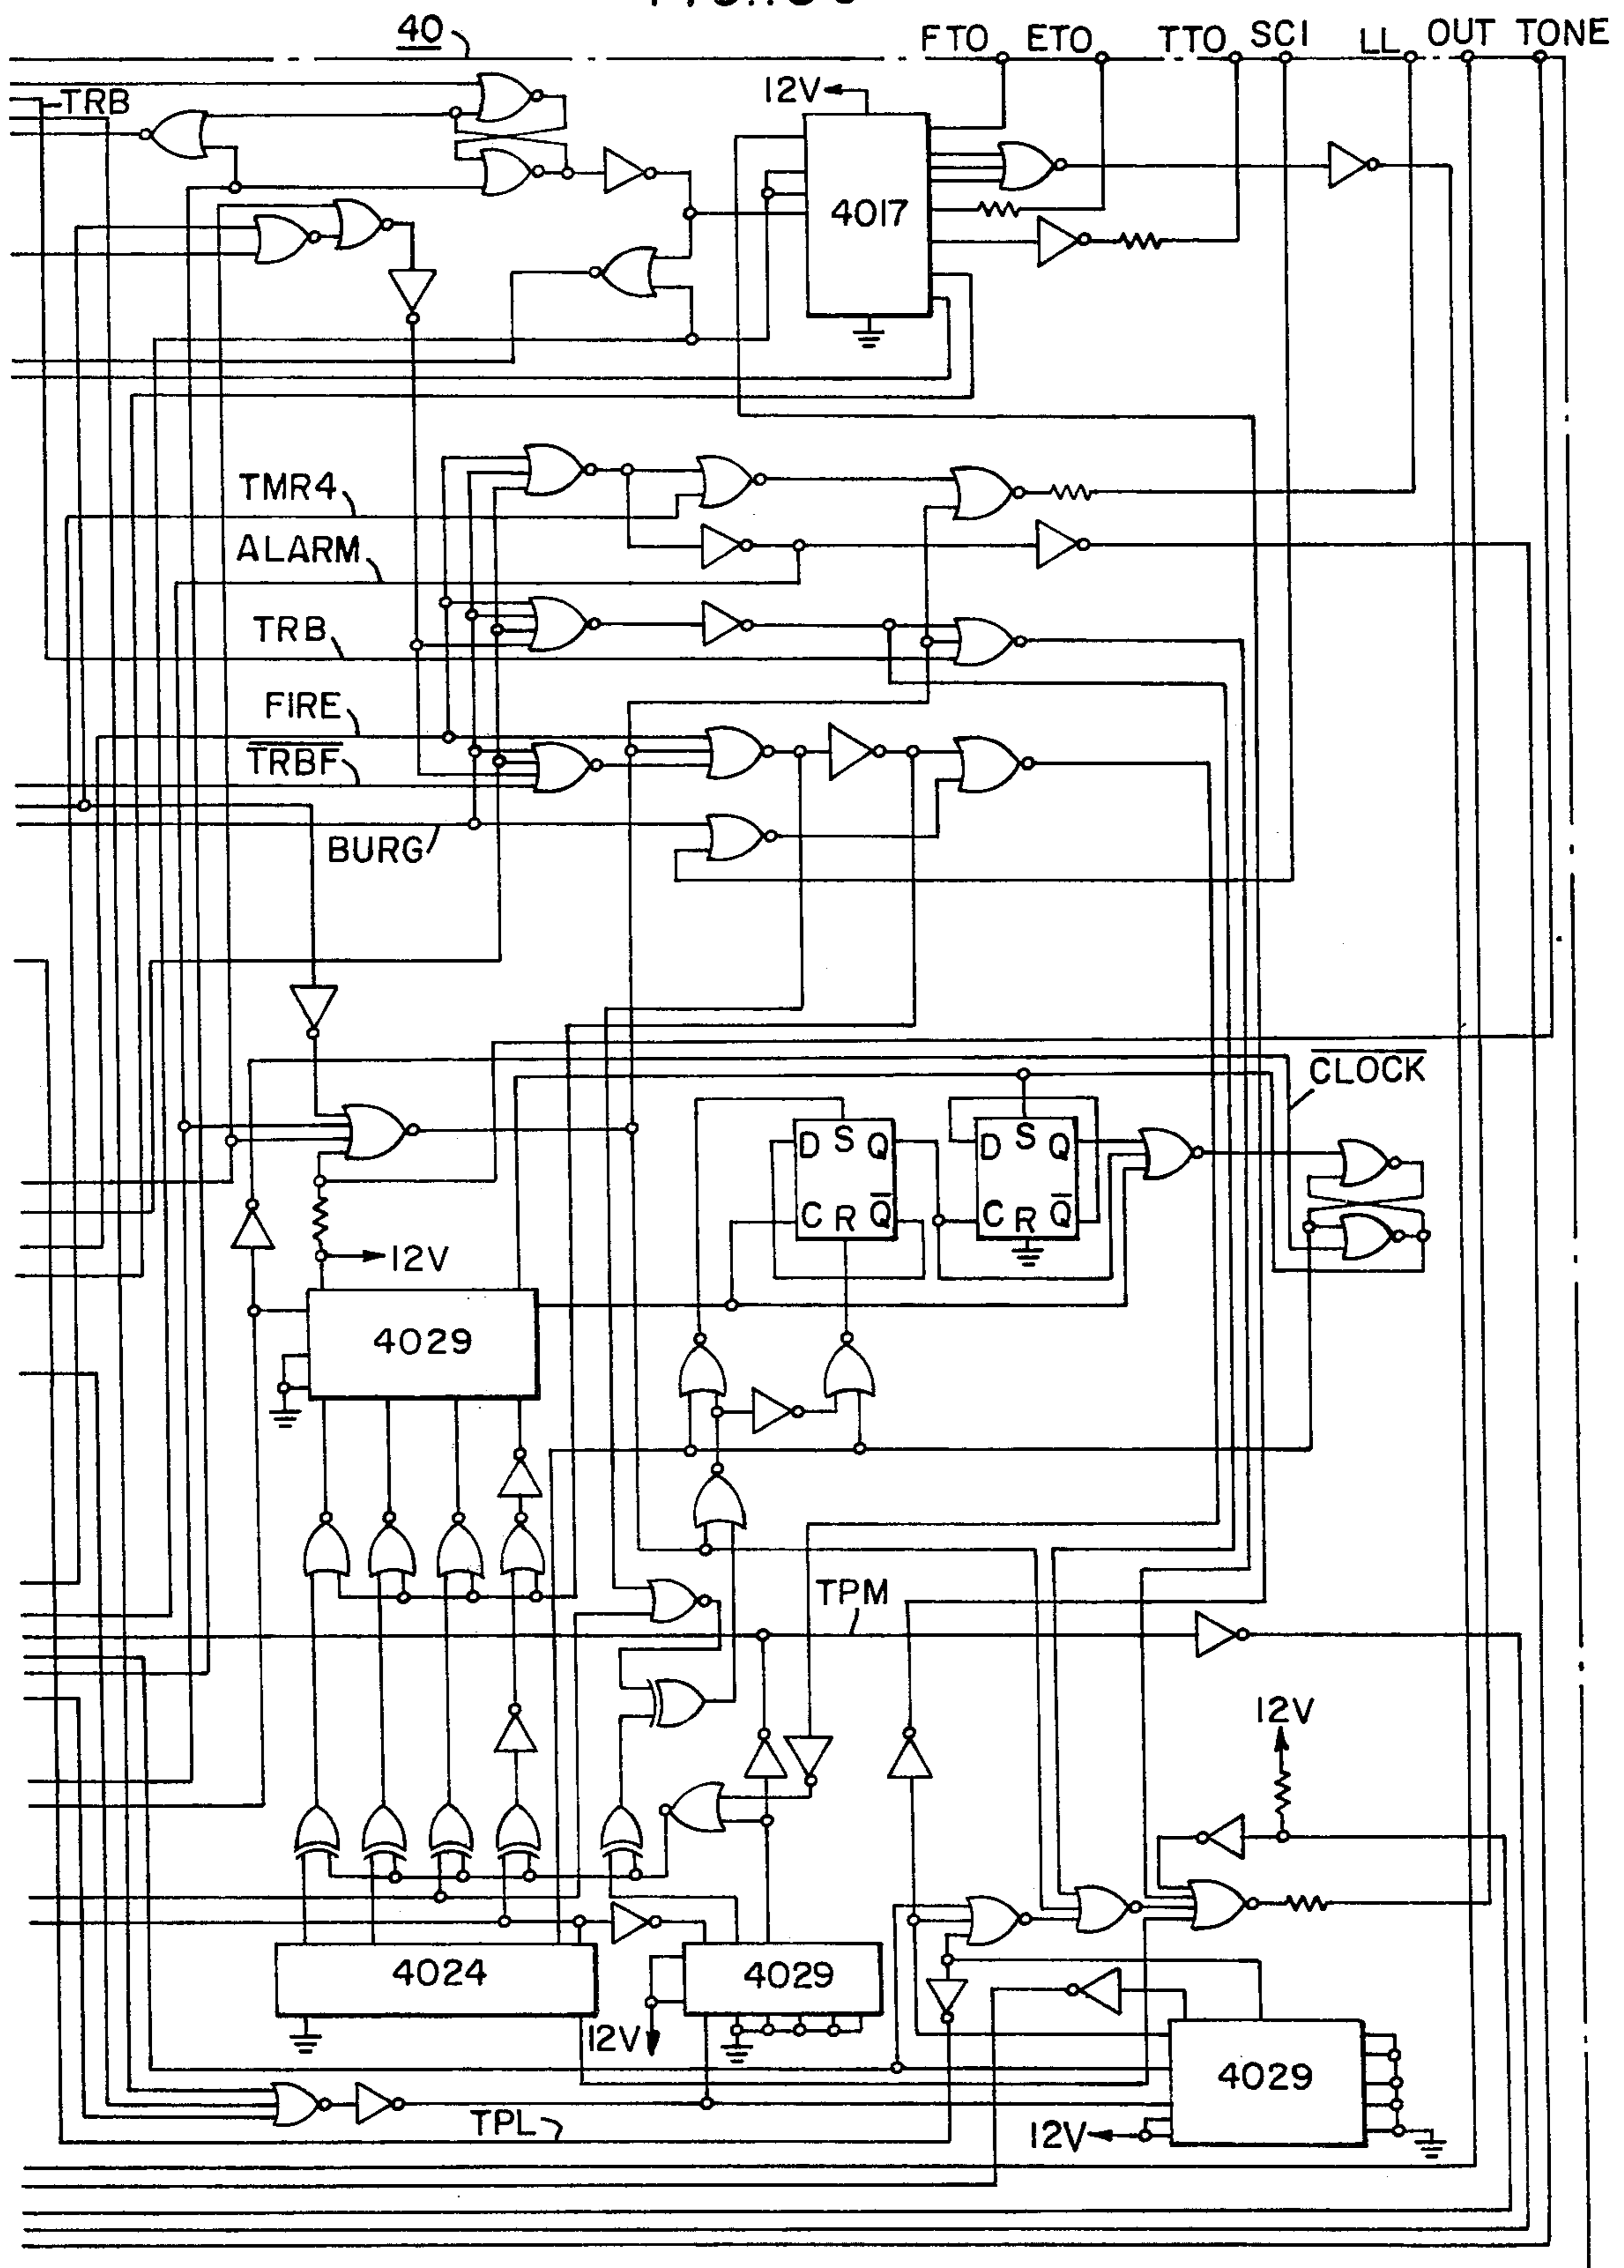 40
FTO ETO TTO SCI LL OUT TONE
TRB
12V
4017
TMR4
ALARM
TRB
FIRE
TRBF
BURG
CLOCK
D S Q
C R Q
D S Q
C R Q
12V
4029
TPM
12V
4024
4029
12V
4029
TPL
12V